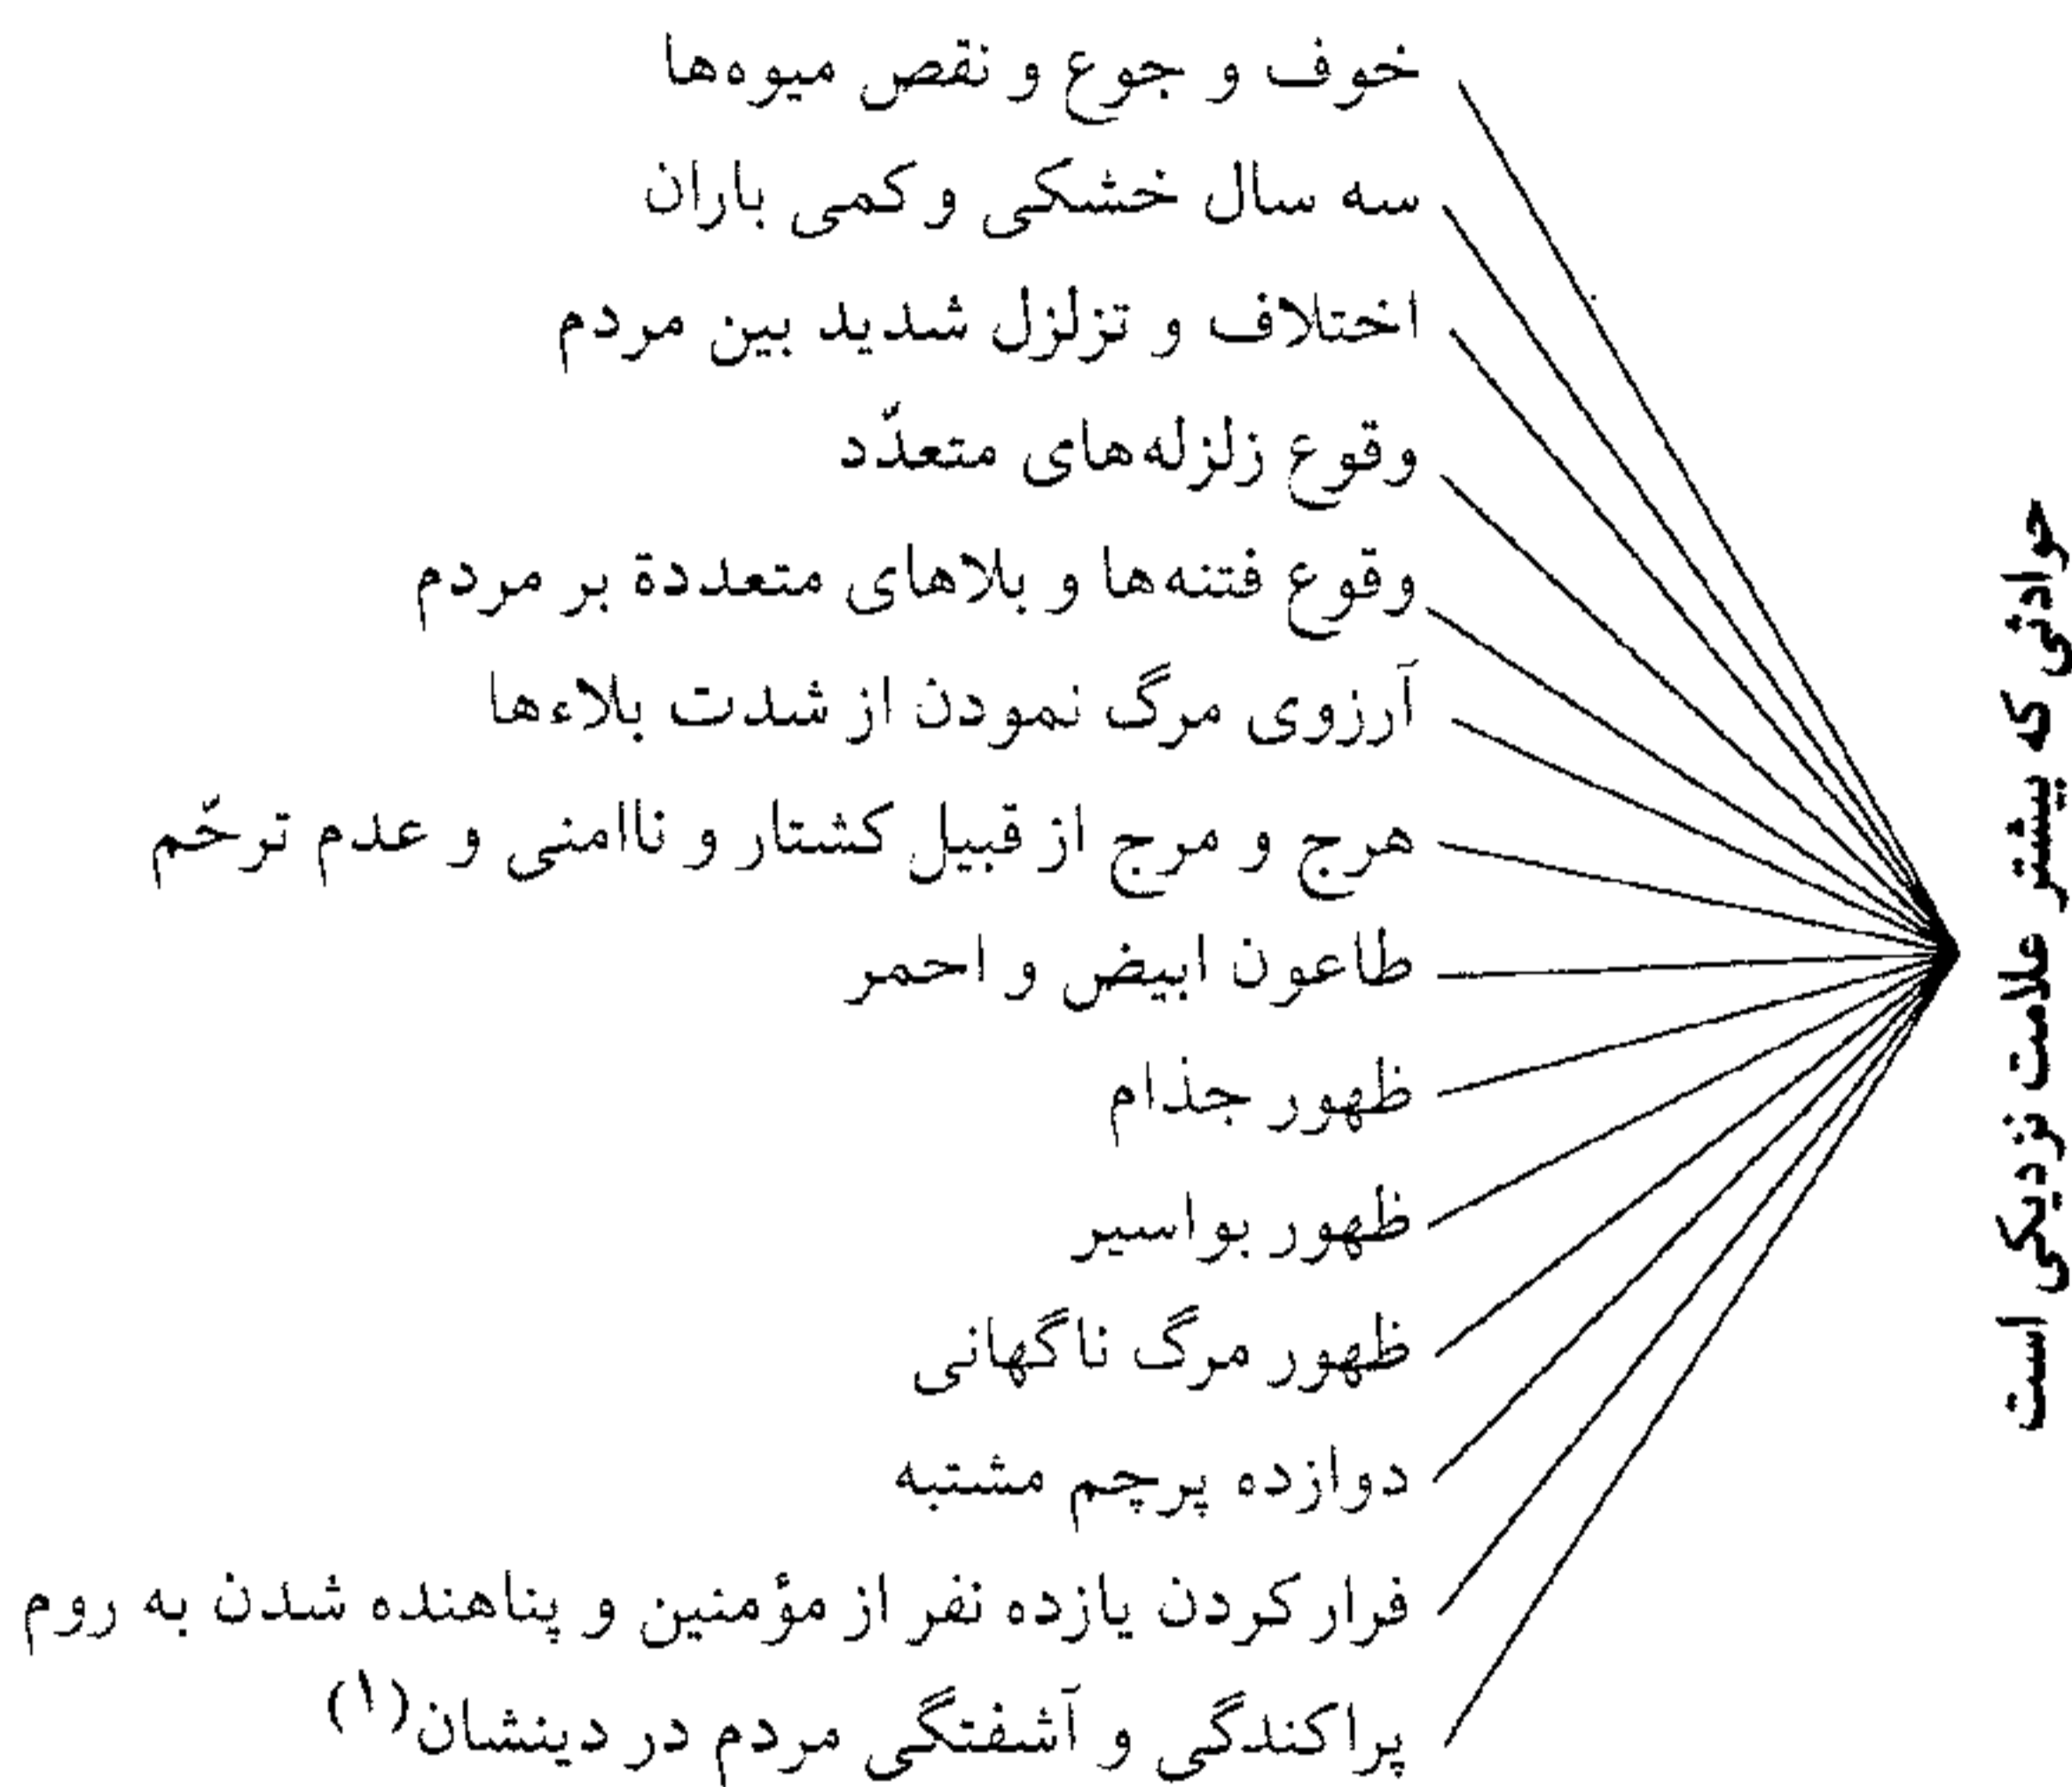 حوادثی که بیشتر علامت نزدیکی است
خوف و جوع و نقص میوه‌ها
سه سال خشکی و کمی باران
اختلاف و تزلزل شدید بین مردم
وقوع زلزله‌های متعدّد
وقوع فتنه‌ها و بلاهای متعددة بر مردم
آرزوی مرگ نمودن از شدت بلاءها
هرج و مرج از قبیل کشتار و ناامنی و عدم ترحّم
طاعون ابیض و احمر
ظهور جذام
ظهور بواسیر
ظهور مرگ ناگهانی
دوازده پرچم مشتبه
فرار کردن یازده نفر از مؤمنین و پناهنده شدن به روم
پراکندگی و آشفتگی مردم در دینشان(۱)